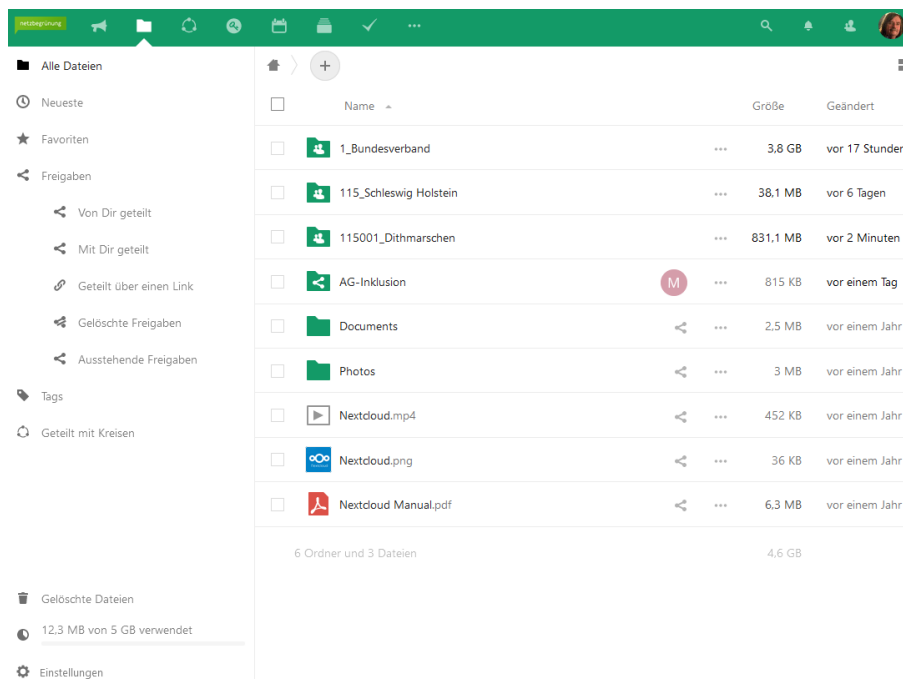 netzbegrünung
Alle Dateien
Neueste
Favoriten
Freigaben
Von Dir geteilt
Mit Dir geteilt
Geteilt über einen Link
Gelöschte Freigaben
Ausstehende Freigaben
Tags
Geteilt mit Kreisen
Gelöschte Dateien
12,3 MB von 5 GB verwendet
Einstellungen
Name Größe Geändert
1_Bundesverband 3,8 GB vor 17 Stunden
115_Schleswig Holstein 38,1 MB vor 6 Tagen
115001_Dithmarschen 831,1 MB vor 2 Minuten
AG-Inklusion M 815 KB vor einem Tag
Documents 2,5 MB vor einem Jahr
Photos 3 MB vor einem Jahr
Nextcloud.mp4 452 KB vor einem Jahr
Nextcloud.png 36 KB vor einem Jahr
Nextcloud Manual.pdf 6,3 MB vor einem Jahr
6 Ordner und 3 Dateien 4,6 GB